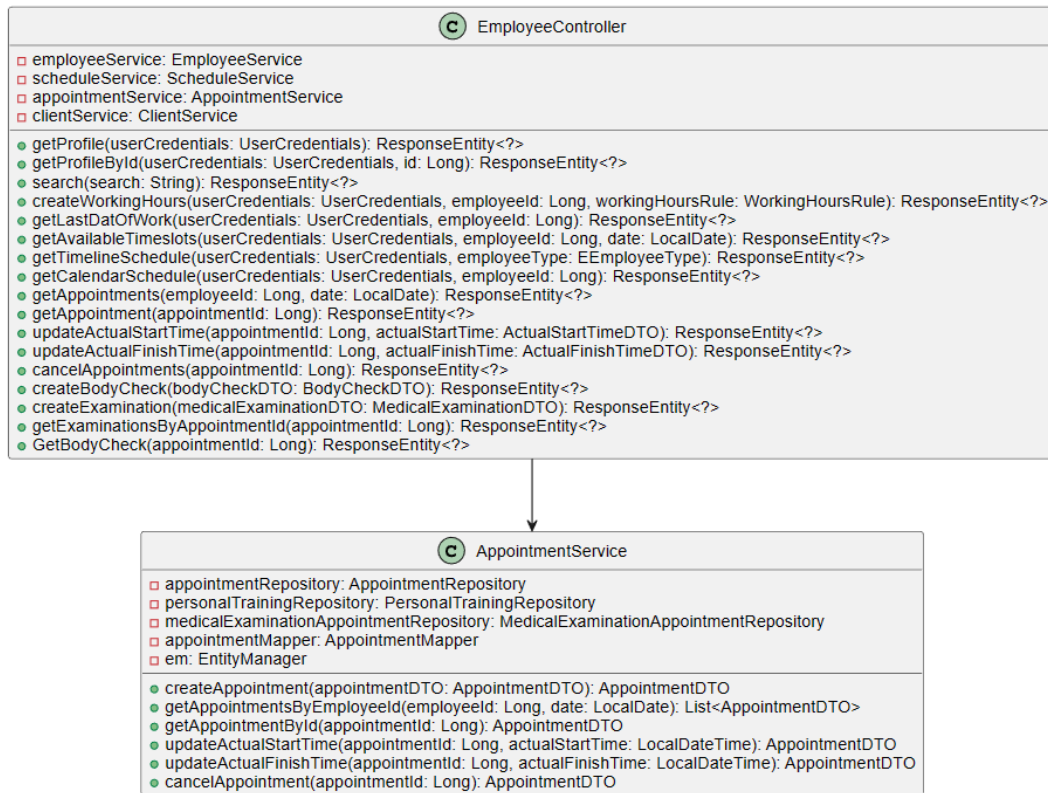 C EmployeeController
employeeService: EmployeeService
scheduleService: ScheduleService
appointmentService: AppointmentService
clientService: ClientService
getProfile(userCredentials: UserCredentials): ResponseEntity<?>
getProfileById(userCredentials: UserCredentials, id: Long): ResponseEntity<?>
search(search: String): ResponseEntity<?>
createWorkingHours(userCredentials: UserCredentials, employeeId: Long, workingHoursRule: WorkingHoursRule): ResponseEntity<?>
getLastDatOfWork(userCredentials: UserCredentials, employeeId: Long): ResponseEntity<?>
getAvailableTimeslots(userCredentials: UserCredentials, employeeId: Long, date: LocalDate): ResponseEntity<?>
getTimelineSchedule(userCredentials: UserCredentials, employeeType: EEmployeeType): ResponseEntity<?>
getCalendarSchedule(userCredentials: UserCredentials, employeeId: Long): ResponseEntity<?>
getAppointments(employeeId: Long, date: LocalDate): ResponseEntity<?>
getAppointment(appointmentId: Long): ResponseEntity<?>
updateActualStartTime(appointmentId: Long, actualStartTime: ActualStartTimeDTO): ResponseEntity<?>
updateActualFinishTime(appointmentId: Long, actualFinishTime: ActualFinishTimeDTO): ResponseEntity<?>
cancelAppointments(appointmentId: Long): ResponseEntity<?>
createBodyCheck(bodyCheckDTO: BodyCheckDTO): ResponseEntity<?>
createExamination(medicalExaminationDTO: MedicalExaminationDTO): ResponseEntity<?>
getExaminationsByAppointmentId(appointmentId: Long): ResponseEntity<?>
GetBodyCheck(appointmentId: Long): ResponseEntity<?>
C AppointmentService
appointmentRepository: AppointmentRepository
personalTrainingRepository: PersonalTrainingRepository
medicalExaminationAppointmentRepository: MedicalExaminationAppointmentRepository
appointmentMapper: AppointmentMapper
em: EntityManager
createAppointment(appointmentDTO: AppointmentDTO): AppointmentDTO
getAppointmentsByEmployeeId(employeeId: Long, date: LocalDate): List<AppointmentDTO>
getAppointmentById(appointmentId: Long): AppointmentDTO
updateActualStartTime(appointmentId: Long, actualStartTime: LocalDateTime): AppointmentDTO
updateActualFinishTime(appointmentId: Long, actualFinishTime: LocalDateTime): AppointmentDTO
cancelAppointment(appointmentId: Long): AppointmentDTO